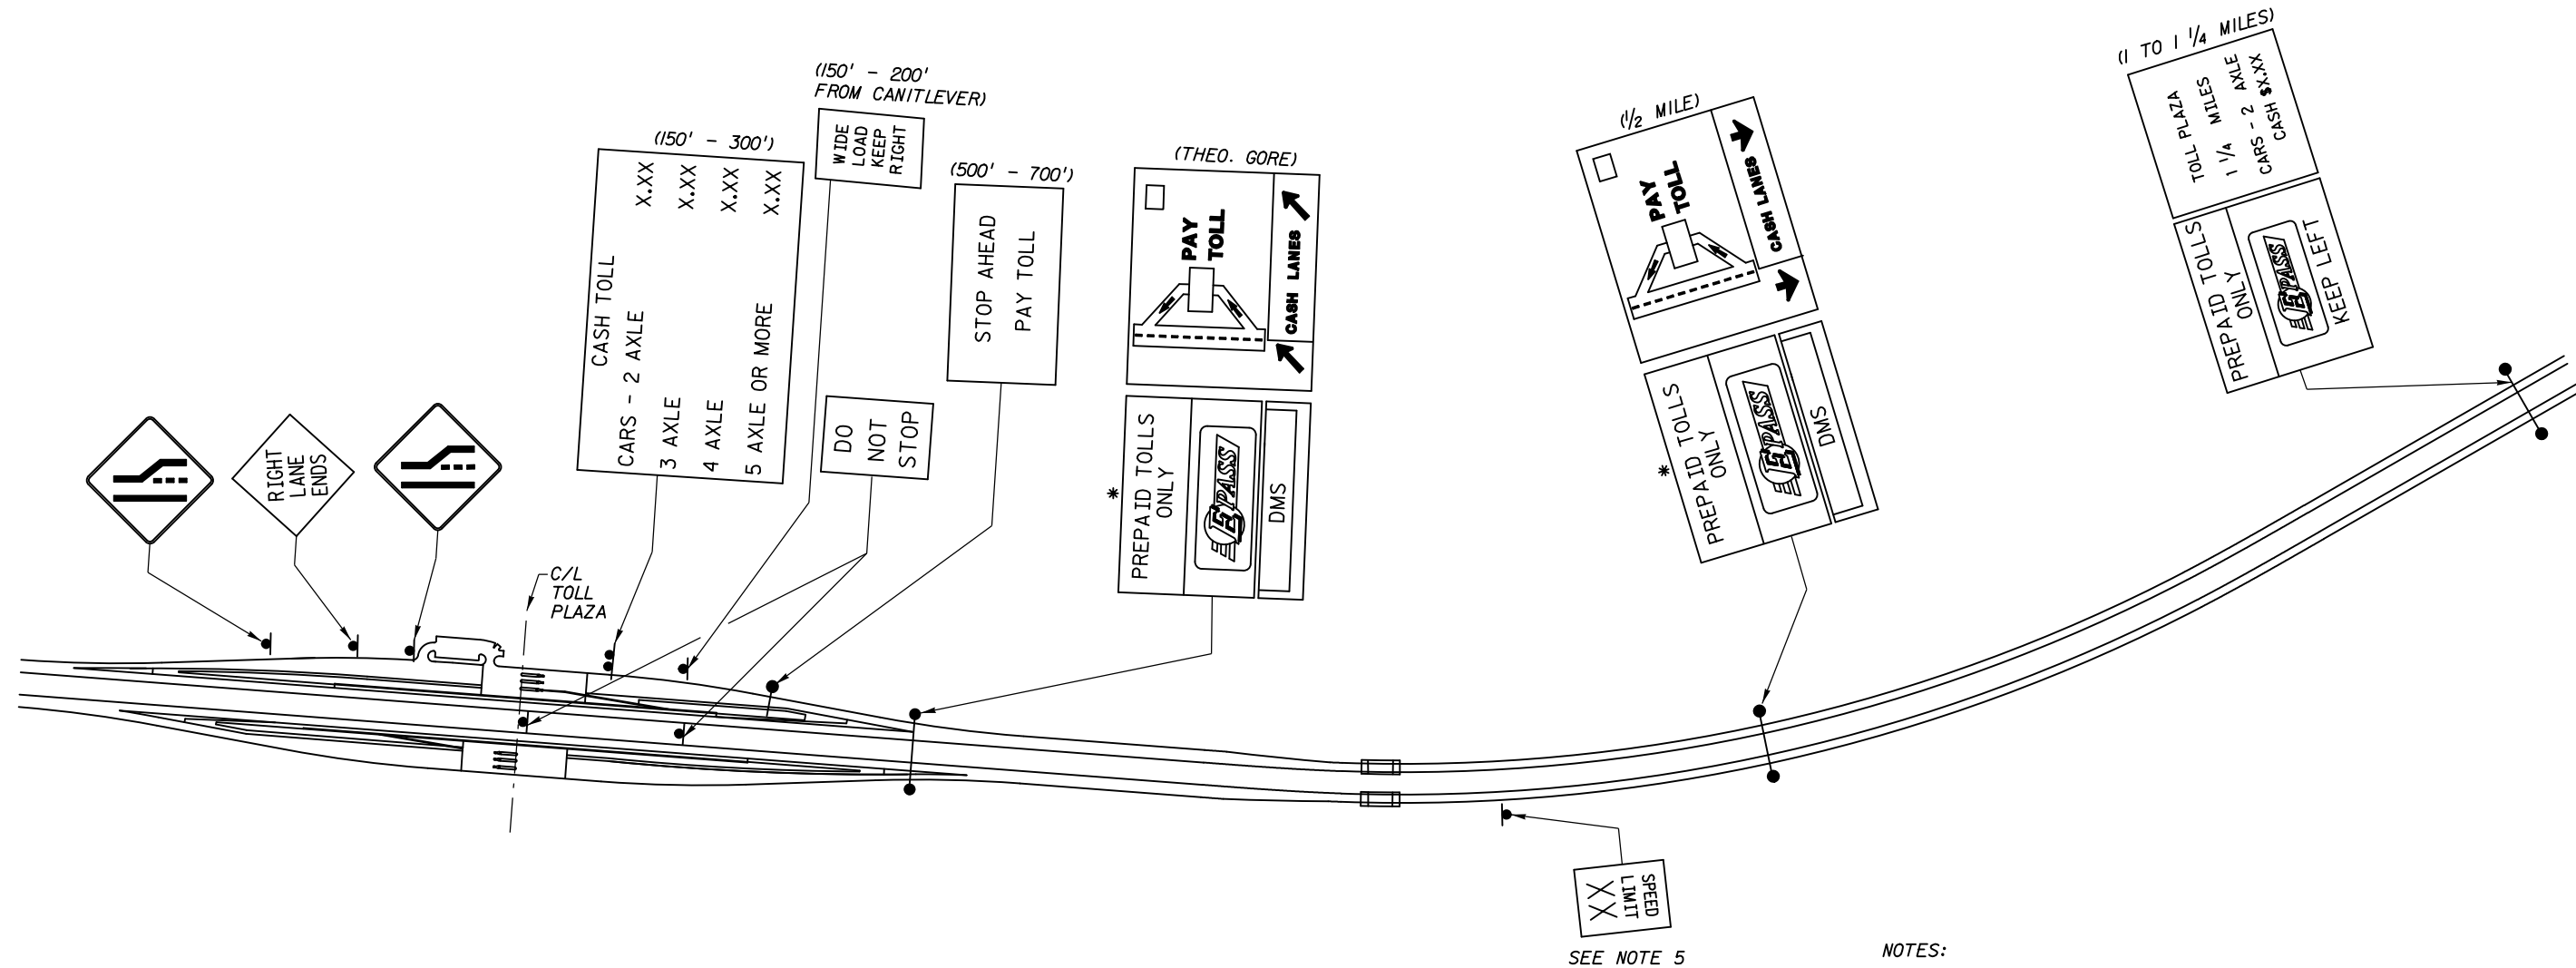 (150' - 200'
FROM CANITLEVER)
WIDE
LOAD
KEEP
RIGHT
(150' - 300')
CASH TOLL
CARS - 2 AXLE X.XX
3 AXLE X.XX
4 AXLE X.XX
5 AXLE OR MORE X.XX
(500' - 700')
STOP AHEAD
PAY TOLL
DO
NOT
STOP
RIGHT
LANE
ENDS
C/L
TOLL
PLAZA
(THEO. GORE)
PAY
TOLL
CASH LANES
*
PREPAID TOLLS
ONLY
EPASS
DMS
(1/2 MILE)
PAY
TOLL
CASH LANES
*
PREPAID TOLLS
ONLY
EPASS
DMS
(1 TO 1 1/4 MILES)
TOLL PLAZA
1 1/4 MILES
CARS - 2 AXLE
CASH $X.XX
PREPAID TOLLS
ONLY
EPASS
KEEP LEFT
SPEED
LIMIT
XX
SEE NOTE 5
NOTES: